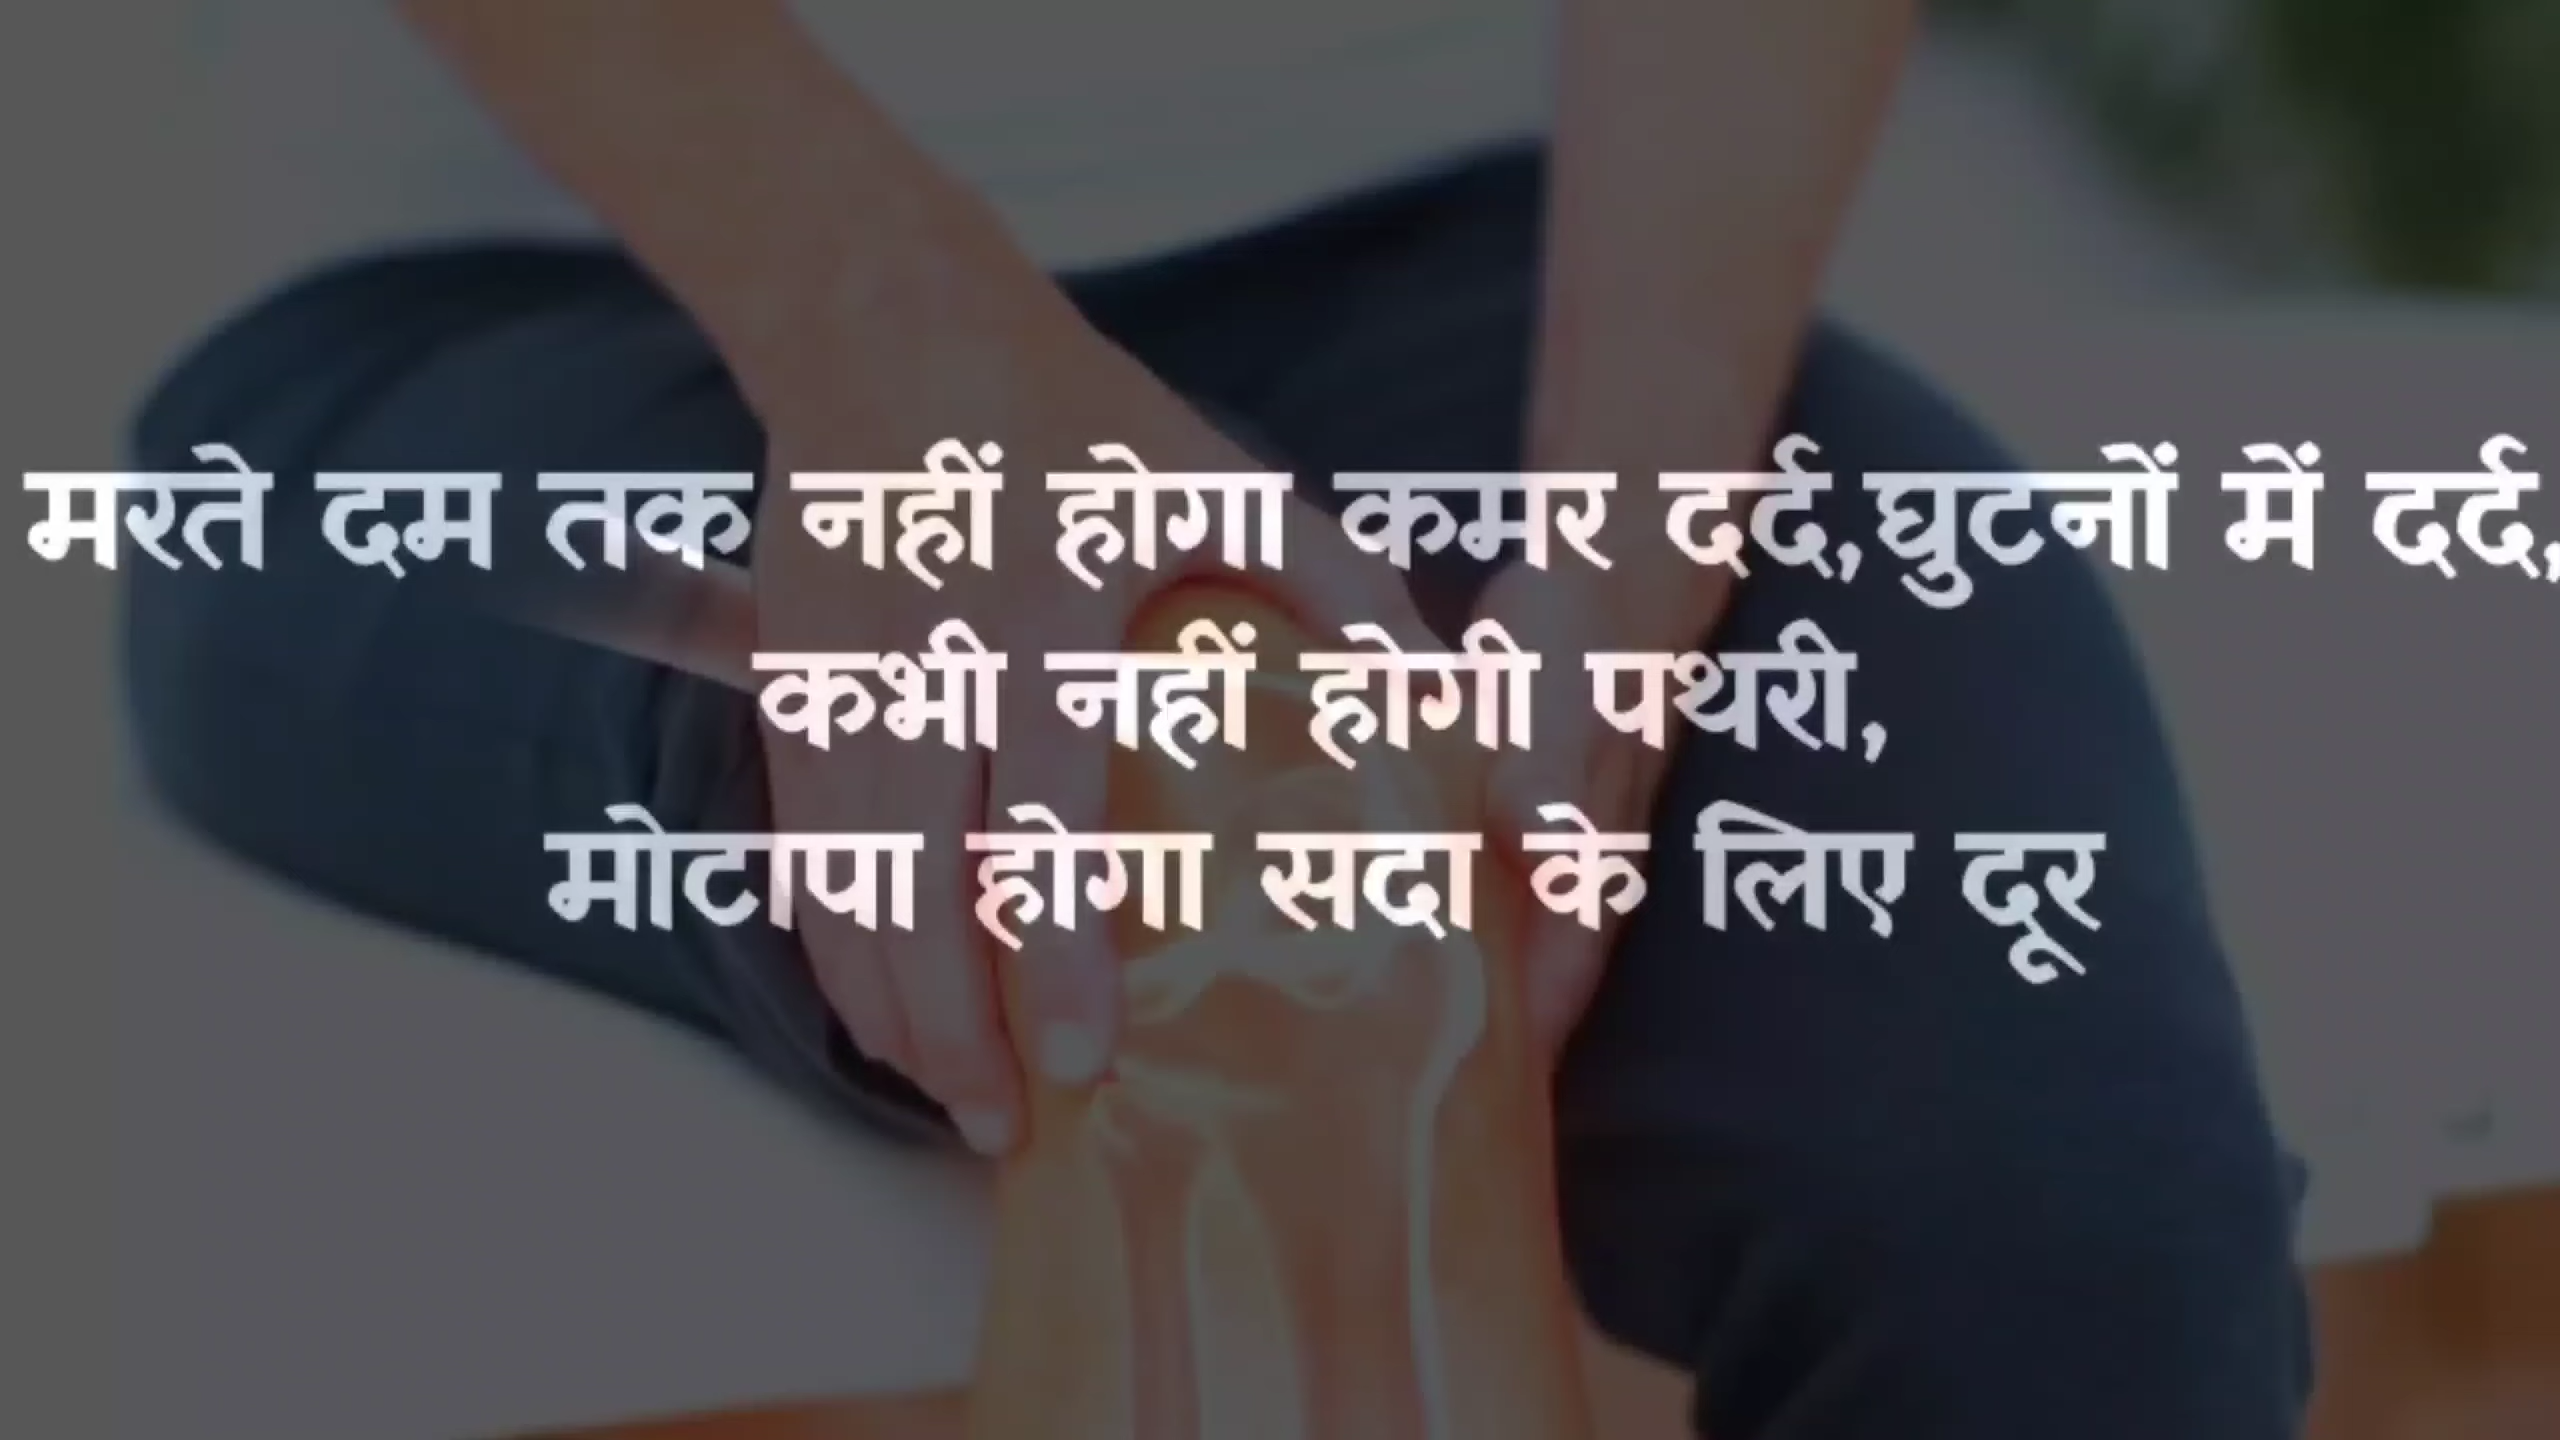 मरते दम तक नहीं होगा कमर दर्द,घुटनों में दर्द,
कभी नहीं होगी पथरी,
मोटापा होगा सदा के लिए दूर